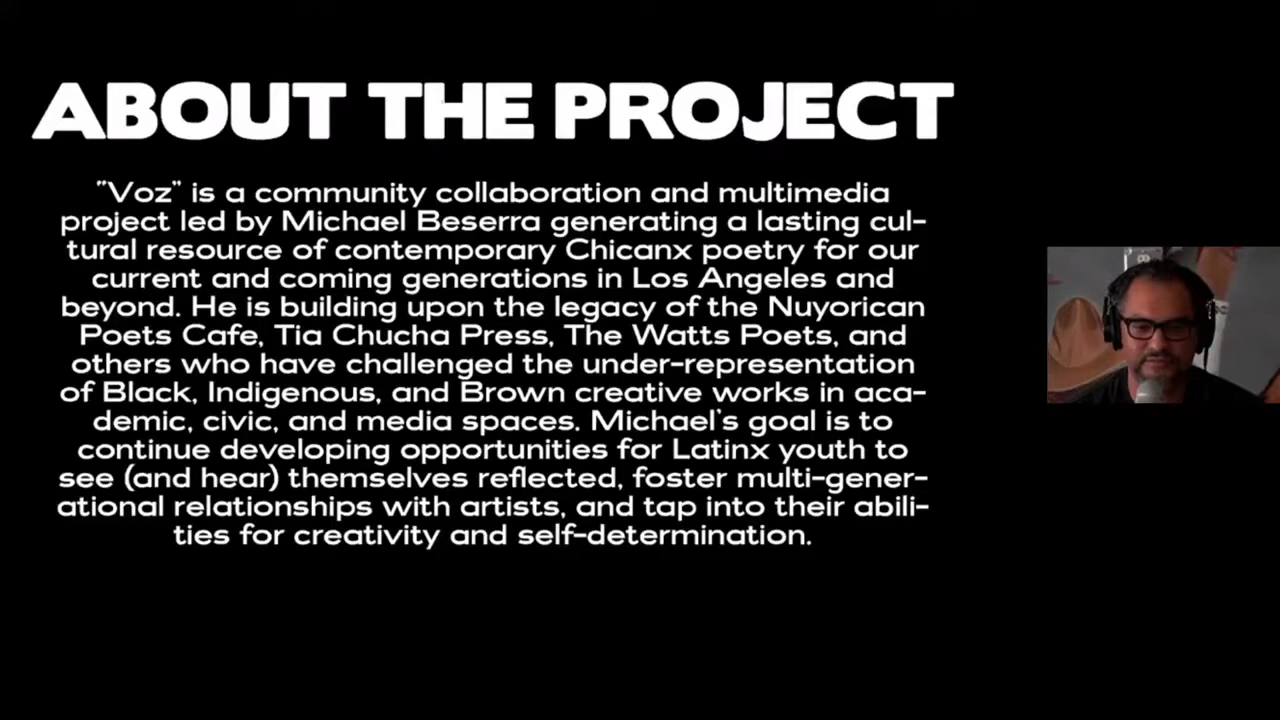 ABOUT THE PROJECT
"Voz" is a community collaboration and multimedia
project led by Michael Beserra generating a lasting cul-
tural resource of contemporary Chicanx poetry for our
current and coming generations in Los Angeles and
beyond. He is building upon the legacy of the Nuyorican
Poets Cafe, Tia Chucha Press, The Watts Poets, and
others who have challenged the under-representation
of Black, Indigenous, and Brown creative works in aca-
demic, civic, and media spaces. Michael's goal is to
continue developing opportunities for Latinx youth to
see (and hear) themselves reflected, foster multi-gener-
ational relationships with artists, and tap into their abili-
ties for creativity and self-determination.